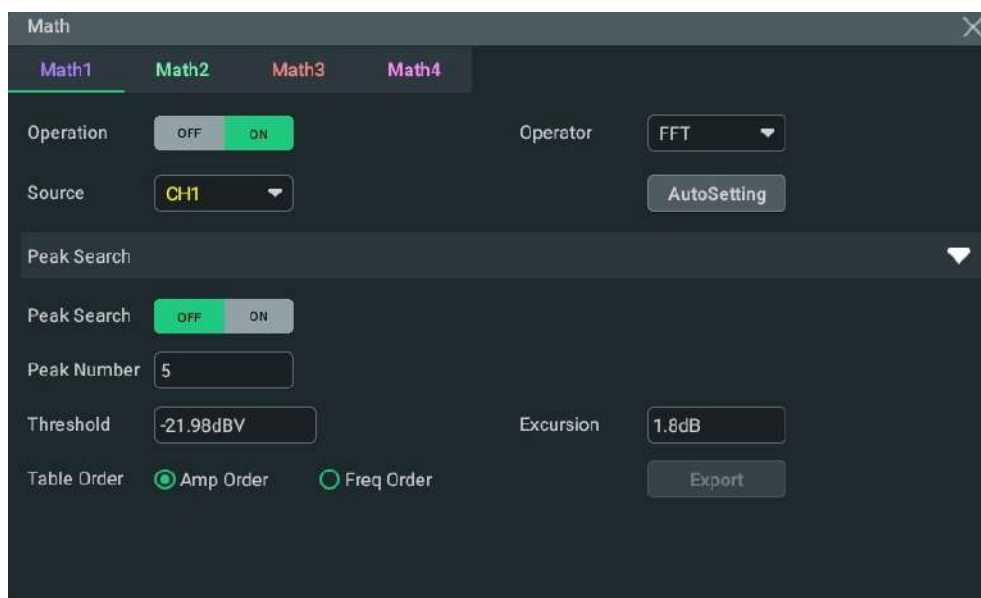 Math
Math1 Math2 Math3 Math4
Operation OFF ON Operator FFT
Source CH1 AutoSetting
Peak Search
Peak Search OFF ON
Peak Number 5
Threshold -21.98dBV Excursion 1.8dB
Table Order Amp Order Freq Order Export